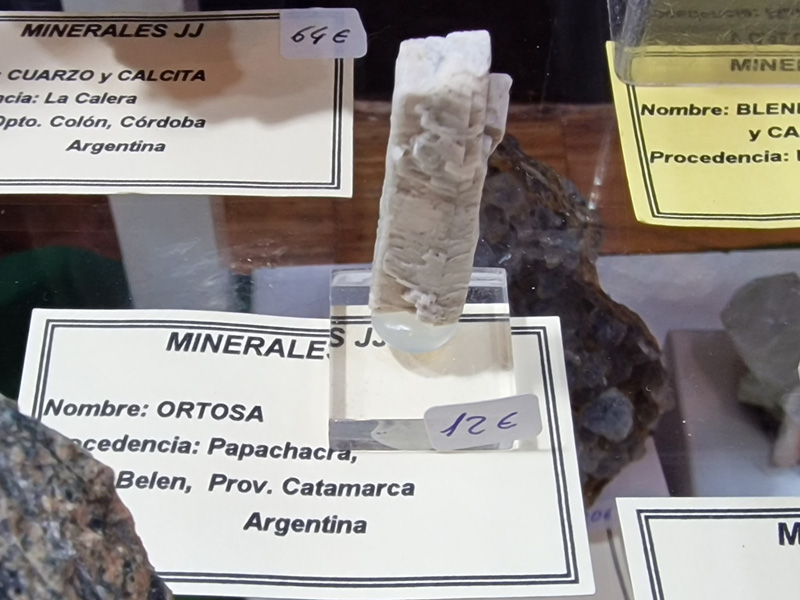 MINERALES JJ
64€
: CUARZO y CALCITA
ncia: La Calera
Dpto. Colón, Córdoba
Argentina
MINE
Nombre: BLEN
y CA
Procedencia:
MINERALES JJ
Nombre: ORTOSA
ocedencia: Papachacra,
Belen, Prov. Catamarca
Argentina
12 €
M